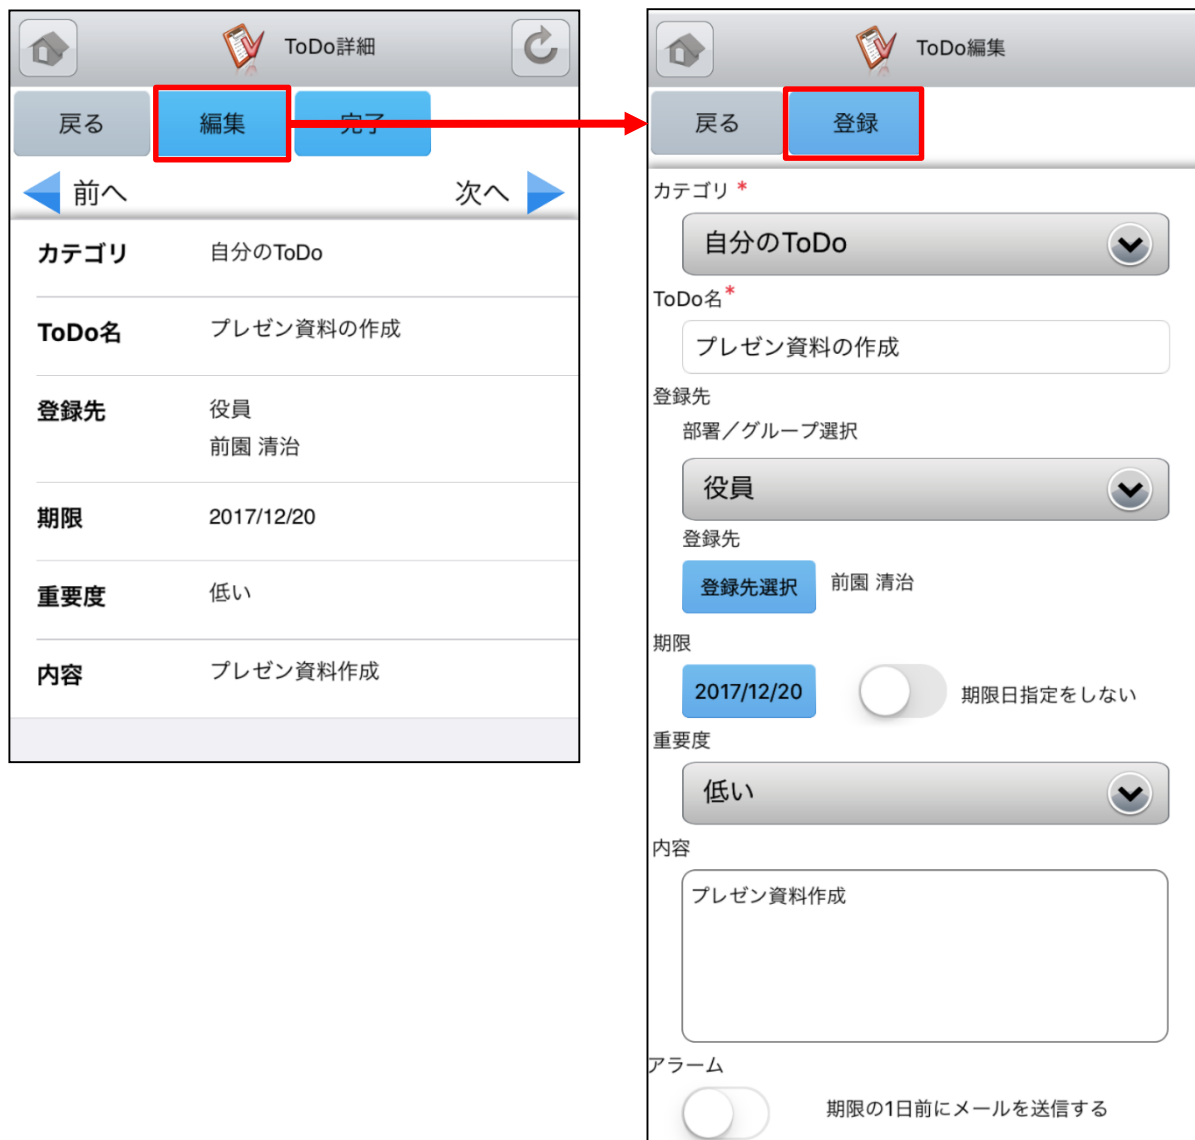 ToDo詳細
戻る
編集
完了
前へ
次へ
カテゴリ
自分のToDo
ToDo名
プレゼン資料の作成
登録先
役員
前園 清治
期限
2017/12/20
重要度
低い
内容
プレゼン資料作成
ToDo編集
戻る
登録
カテゴリ *
自分のToDo
ToDo名*
プレゼン資料の作成
登録先
部署／グループ選択
役員
登録先
登録先選択
前園 清治
期限
2017/12/20
期限日指定をしない
重要度
低い
内容
プレゼン資料作成
アラーム
期限の1日前にメールを送信する